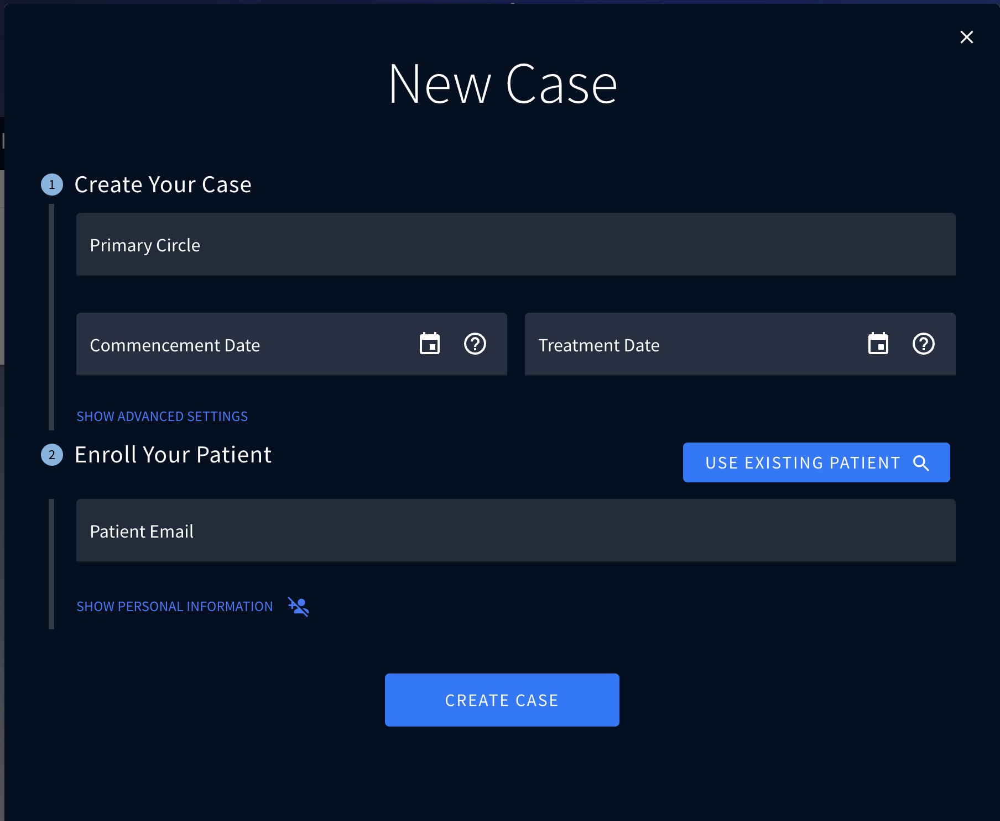 New Case
1 Create Your Case
Primary Circle
Commencement Date
Treatment Date
SHOW ADVANCED SETTINGS
2 Enroll Your Patient
USE EXISTING PATIENT
Patient Email
SHOW PERSONAL INFORMATION
CREATE CASE